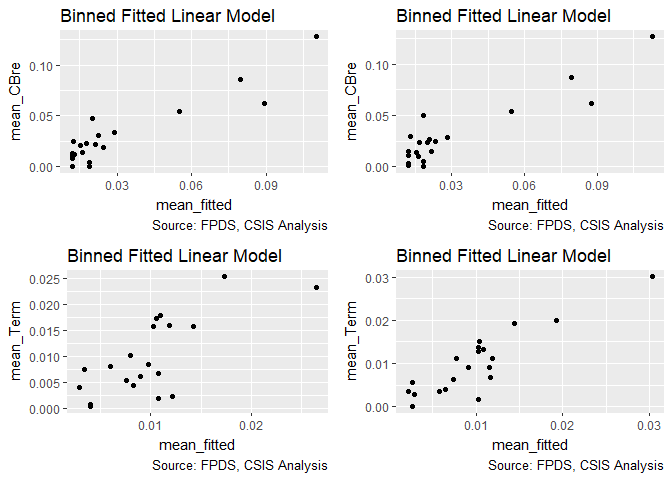 Binned Fitted Linear Model
mean_CBre
0.10
0.05
0.00
0.03
0.06
0.09
mean_fitted
Source: FPDS, CSIS Analysis
Binned Fitted Linear Model
mean_CBre
0.10
0.05
0.00
0.03
0.06
0.09
mean_fitted
Source: FPDS, CSIS Analysis
Binned Fitted Linear Model
mean_Term
0.025
0.020
0.015
0.010
0.005
0.000
0.01
0.02
mean_fitted
Source: FPDS, CSIS Analysis
Binned Fitted Linear Model
mean_Term
0.03
0.02
0.01
0.00
0.01
0.02
0.03
mean_fitted
Source: FPDS, CSIS Analysis